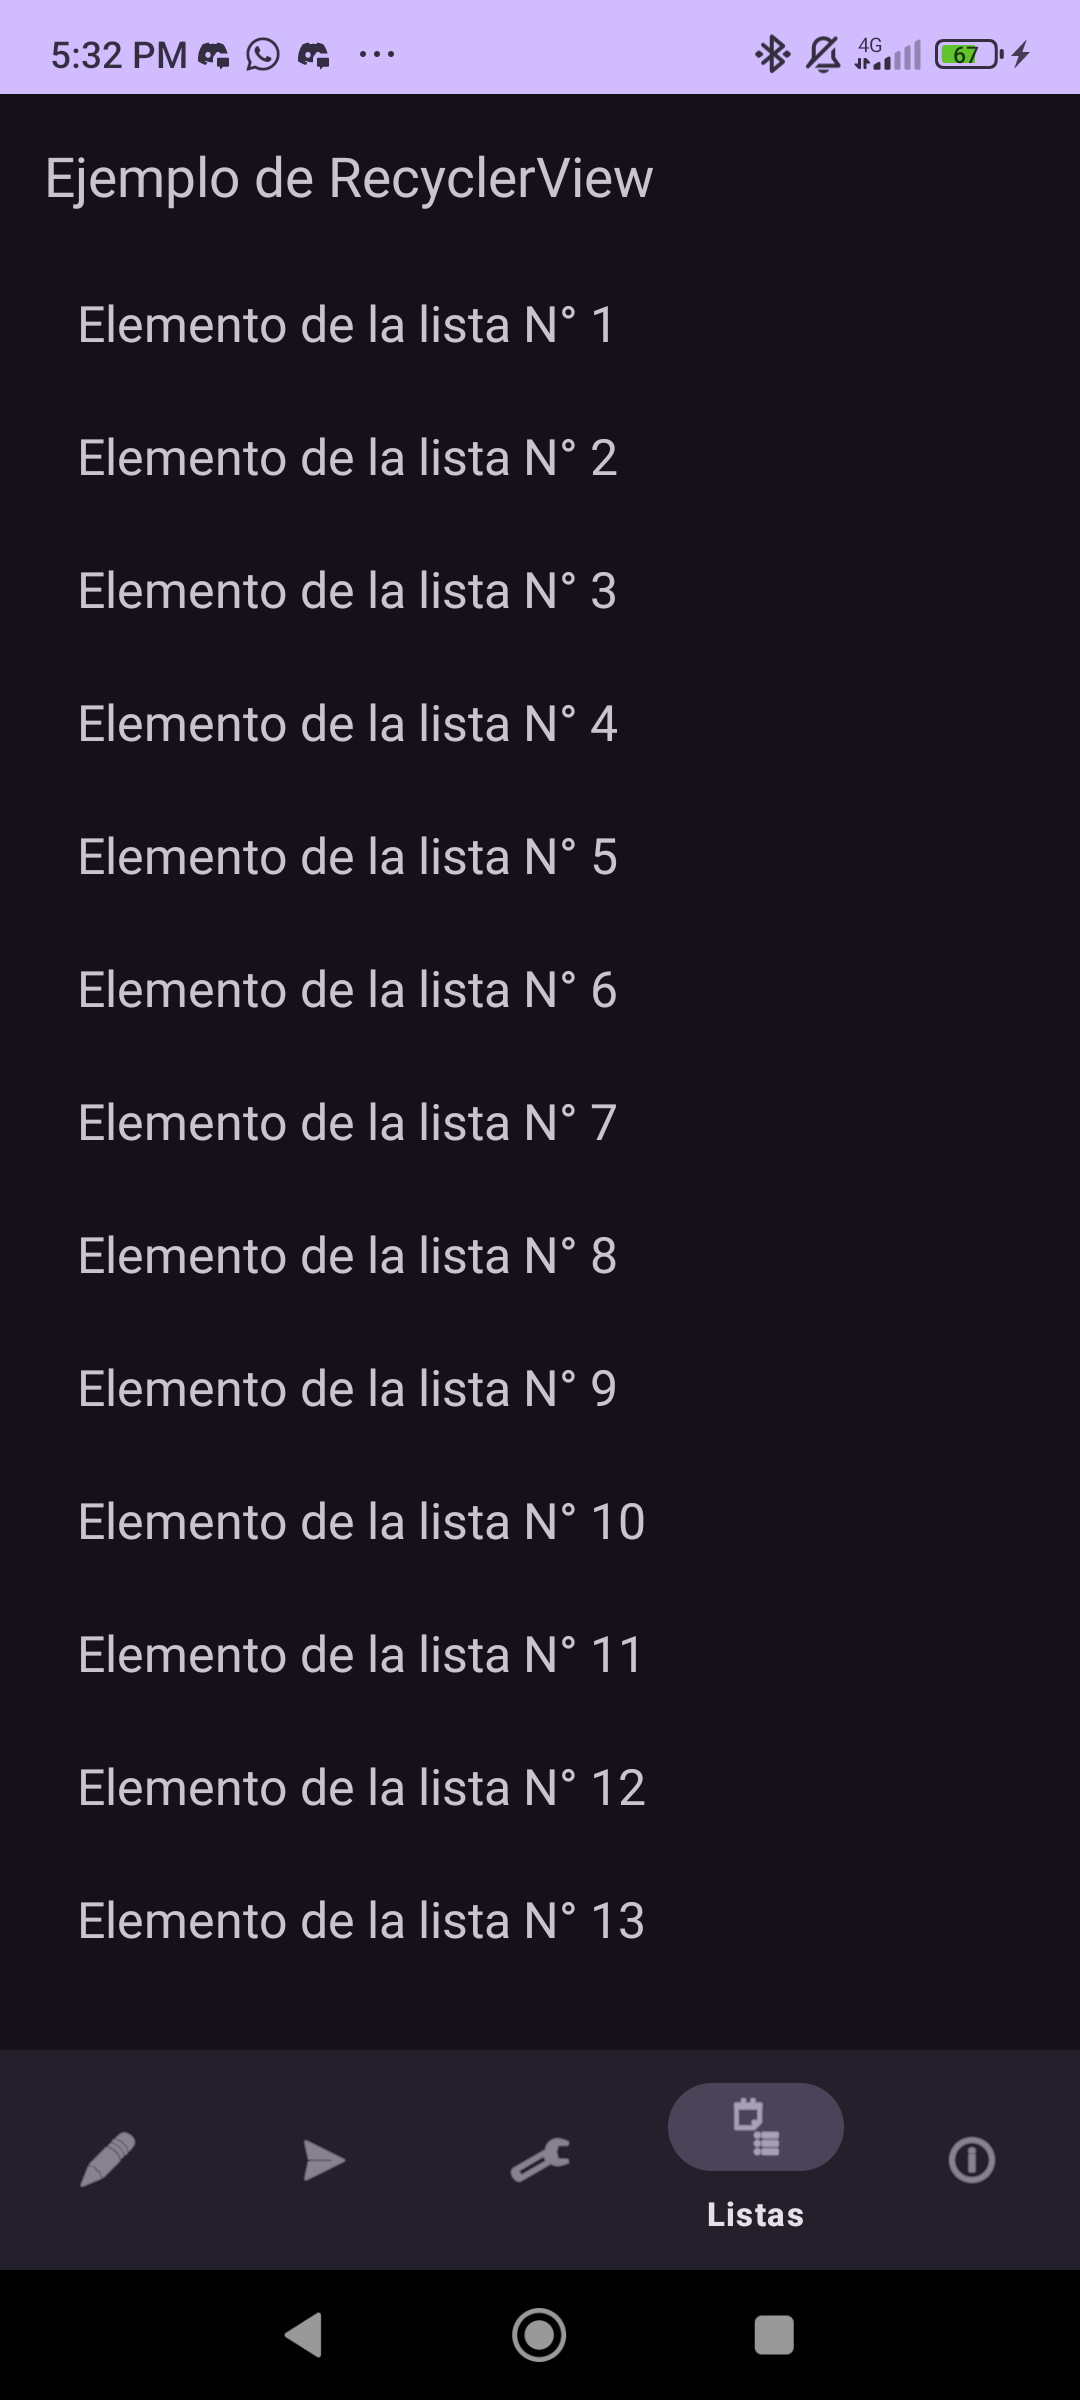 5:32 PM
4G
67
Ejemplo de RecyclerView
Elemento de la lista N° 1
Elemento de la lista N° 2
Elemento de la lista N° 3
Elemento de la lista N° 4
Elemento de la lista N° 5
Elemento de la lista N° 6
Elemento de la lista N° 7
Elemento de la lista N° 8
Elemento de la lista N° 9
Elemento de la lista N° 10
Elemento de la lista N° 11
Elemento de la lista N° 12
Elemento de la lista N° 13
Listas